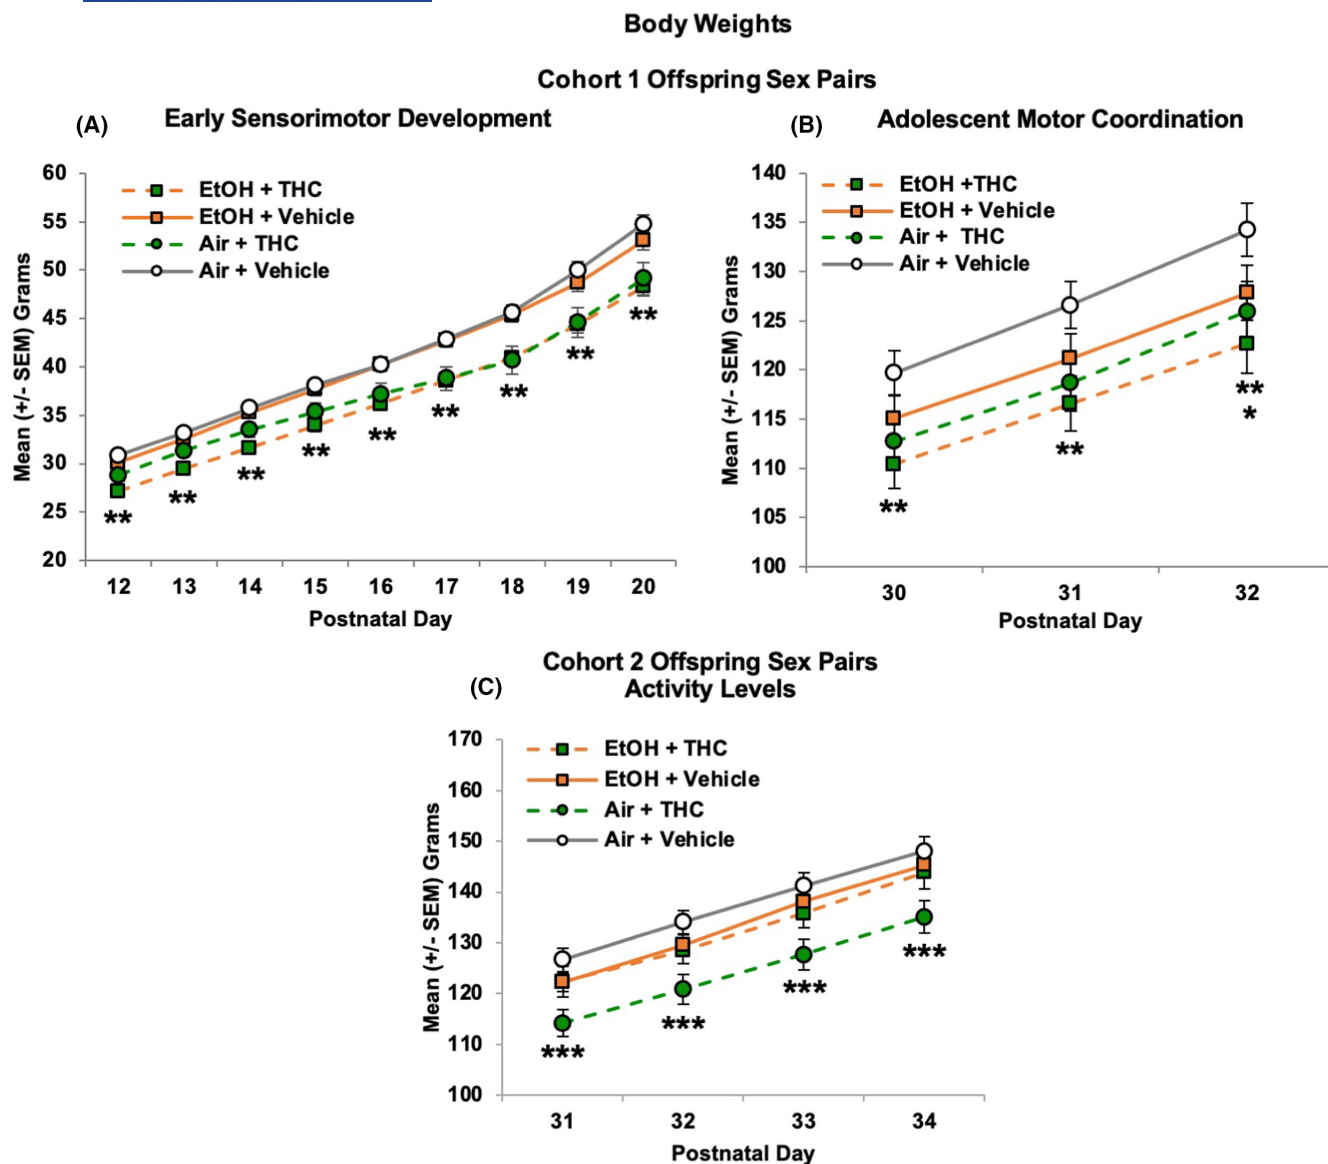 Body Weights
Cohort 1 Offspring Sex Pairs
(A) Early Sensorimotor Development
60
55
50
45
40
35
30
25
20
Mean (+/- SEM) Grams
EtOH + THC
EtOH + Vehicle
Air + THC
Air + Vehicle
** ** ** ** ** ** ** ** **
12 13 14 15 16 17 18 19 20
Postnatal Day
(B) Adolescent Motor Coordination
140
135
130
125
120
115
110
105
100
Mean (+/- SEM) Grams
EtOH +THC
EtOH + Vehicle
Air + THC
Air + Vehicle
** ** **
*
30 31 32
Postnatal Day
Cohort 2 Offspring Sex Pairs
(C) Activity Levels
170
160
150
140
130
120
110
100
Mean (+/- SEM) Grams
EtOH + THC
EtOH + Vehicle
Air + THC
Air + Vehicle
*** *** *** ***
31 32 33 34
Postnatal Day